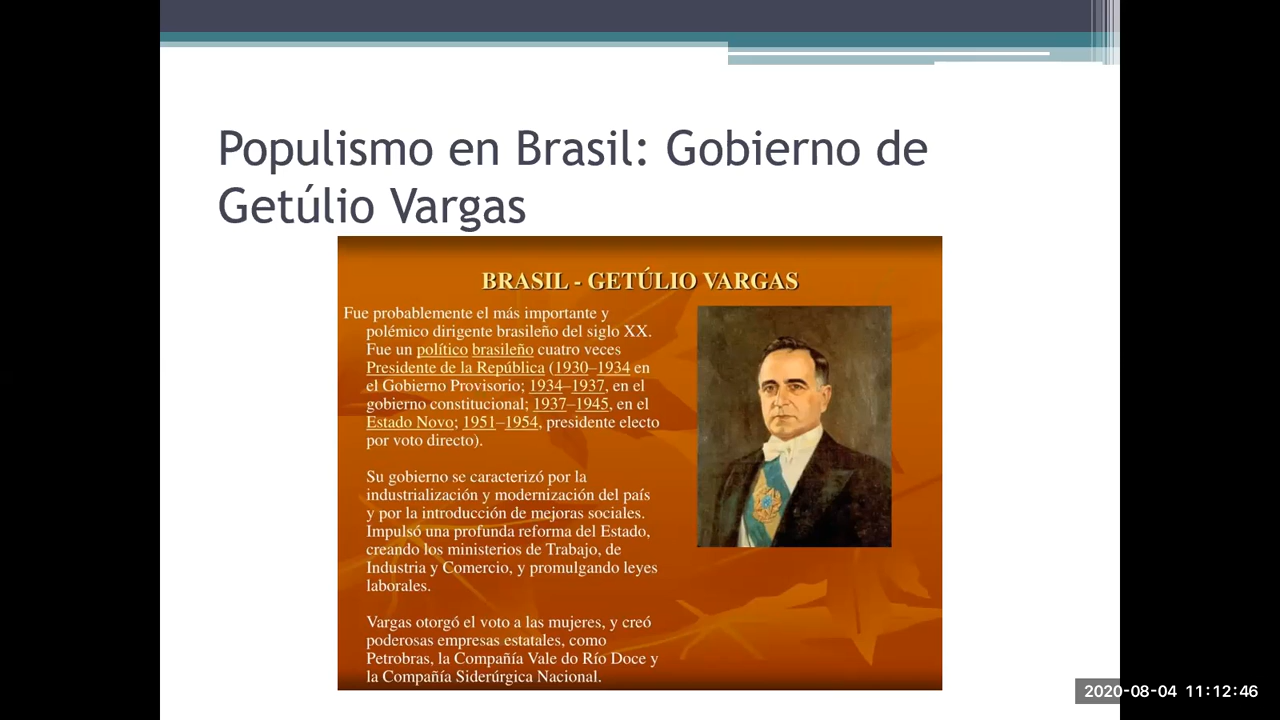 Populismo en Brasil: Gobierno de
Getúlio Vargas
BRASIL - GETÚLIO VARGAS
Fue probablemente el más importante y
polémico dirigente brasileño del siglo XX.
Fue un político brasileño cuatro veces
Presidente de la República (1930–1934 en
el Gobierno Provisorio; 1934–1937, en el
gobierno constitucional; 1937–1945, en el
Estado Novo; 1951–1954, presidente electo
por voto directo).
Su gobierno se caracterizó por la
industrialización y modernización del país
y por la introducción de mejoras sociales.
Impulsó una profunda reforma del Estado,
creando los ministerios de Trabajo, de
Industria y Comercio, y promulgando leyes
laborales.
Vargas otorgó el voto a las mujeres, y creó
poderosas empresas estatales, como
Petrobras, la Compañía Vale do Río Doce y
la Compañía Siderúrgica Nacional.
2020-08-04 11:12:46